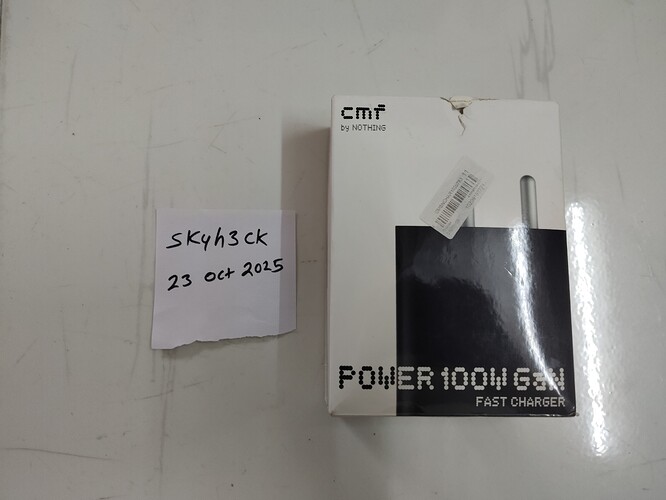 skyh3ck
23 oct 2025
cmf
by NOTHING
POWER 100W GaN
FAST CHARGER